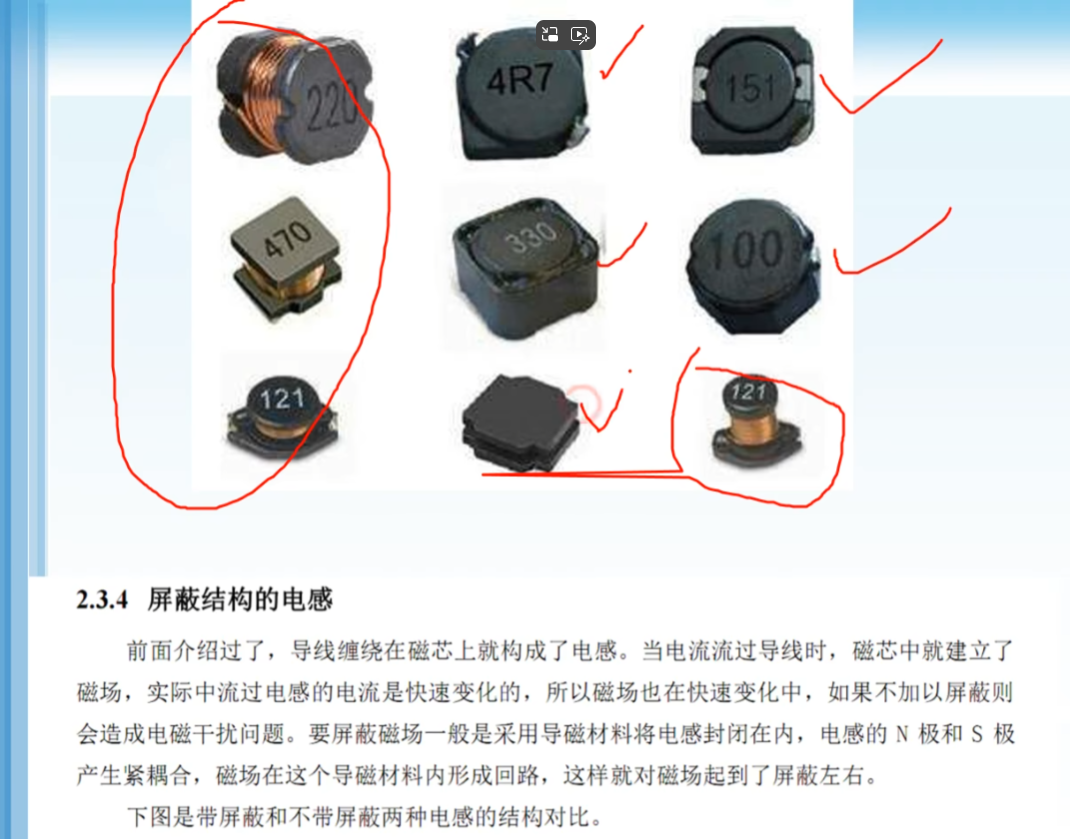 220
4R7
151
470
330
100
121
121
2.3.4 屏蔽结构的电感
前面介绍过了，导线缠绕在磁芯上就构成了电感。当电流流过导线时，磁芯中就建立了
磁场，实际中流过电感的电流是快速变化的，所以磁场也在快速变化中，如果不加以屏蔽则
会造成电磁干扰问题。要屏蔽磁场一般是采用导磁材料将电感封闭在内，电感的 N 极和 S 极
产生紧耦合，磁场在这个导磁材料内形成回路，这样就对磁场起到了屏蔽左右。
下图是带屏蔽和不带屏蔽两种电感的结构对比。